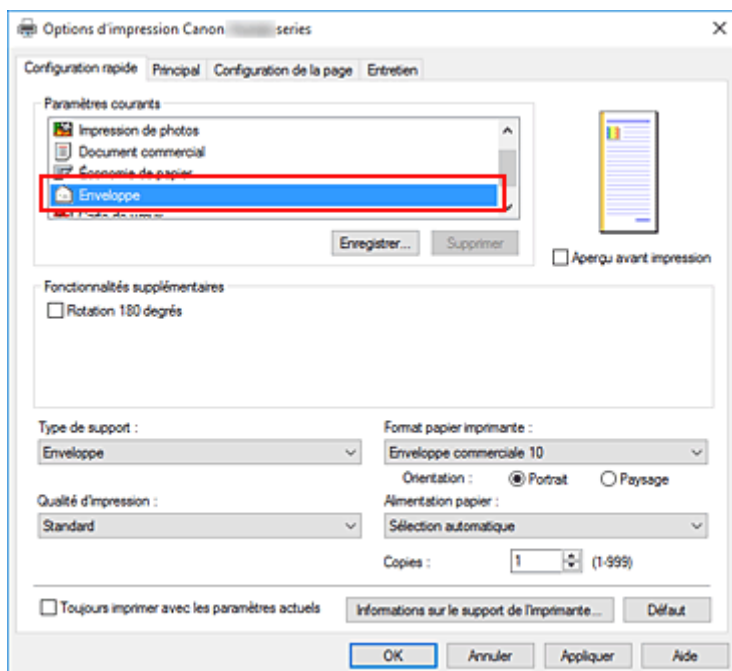 Options d'impression Canon series
Configuration rapide Principal Configuration de la page Entretien
Paramètres courants
Impression de photos
Document commercial
Économie de papier
Enveloppe
Enregistrer... Supprimer
Aperçu avant impression
Fonctionnalités supplémentaires
Rotation 180 degrés
Type de support :
Enveloppe
Format papier imprimante :
Enveloppe commerciale 10
Orientation : Portrait Paysage
Qualité d'impression :
Standard
Alimentation papier :
Sélection automatique
Copies : 1 (1-999)
Toujours imprimer avec les paramètres actuels Informations sur le support de l'imprimante... Défaut
OK Annuler Appliquer Aide